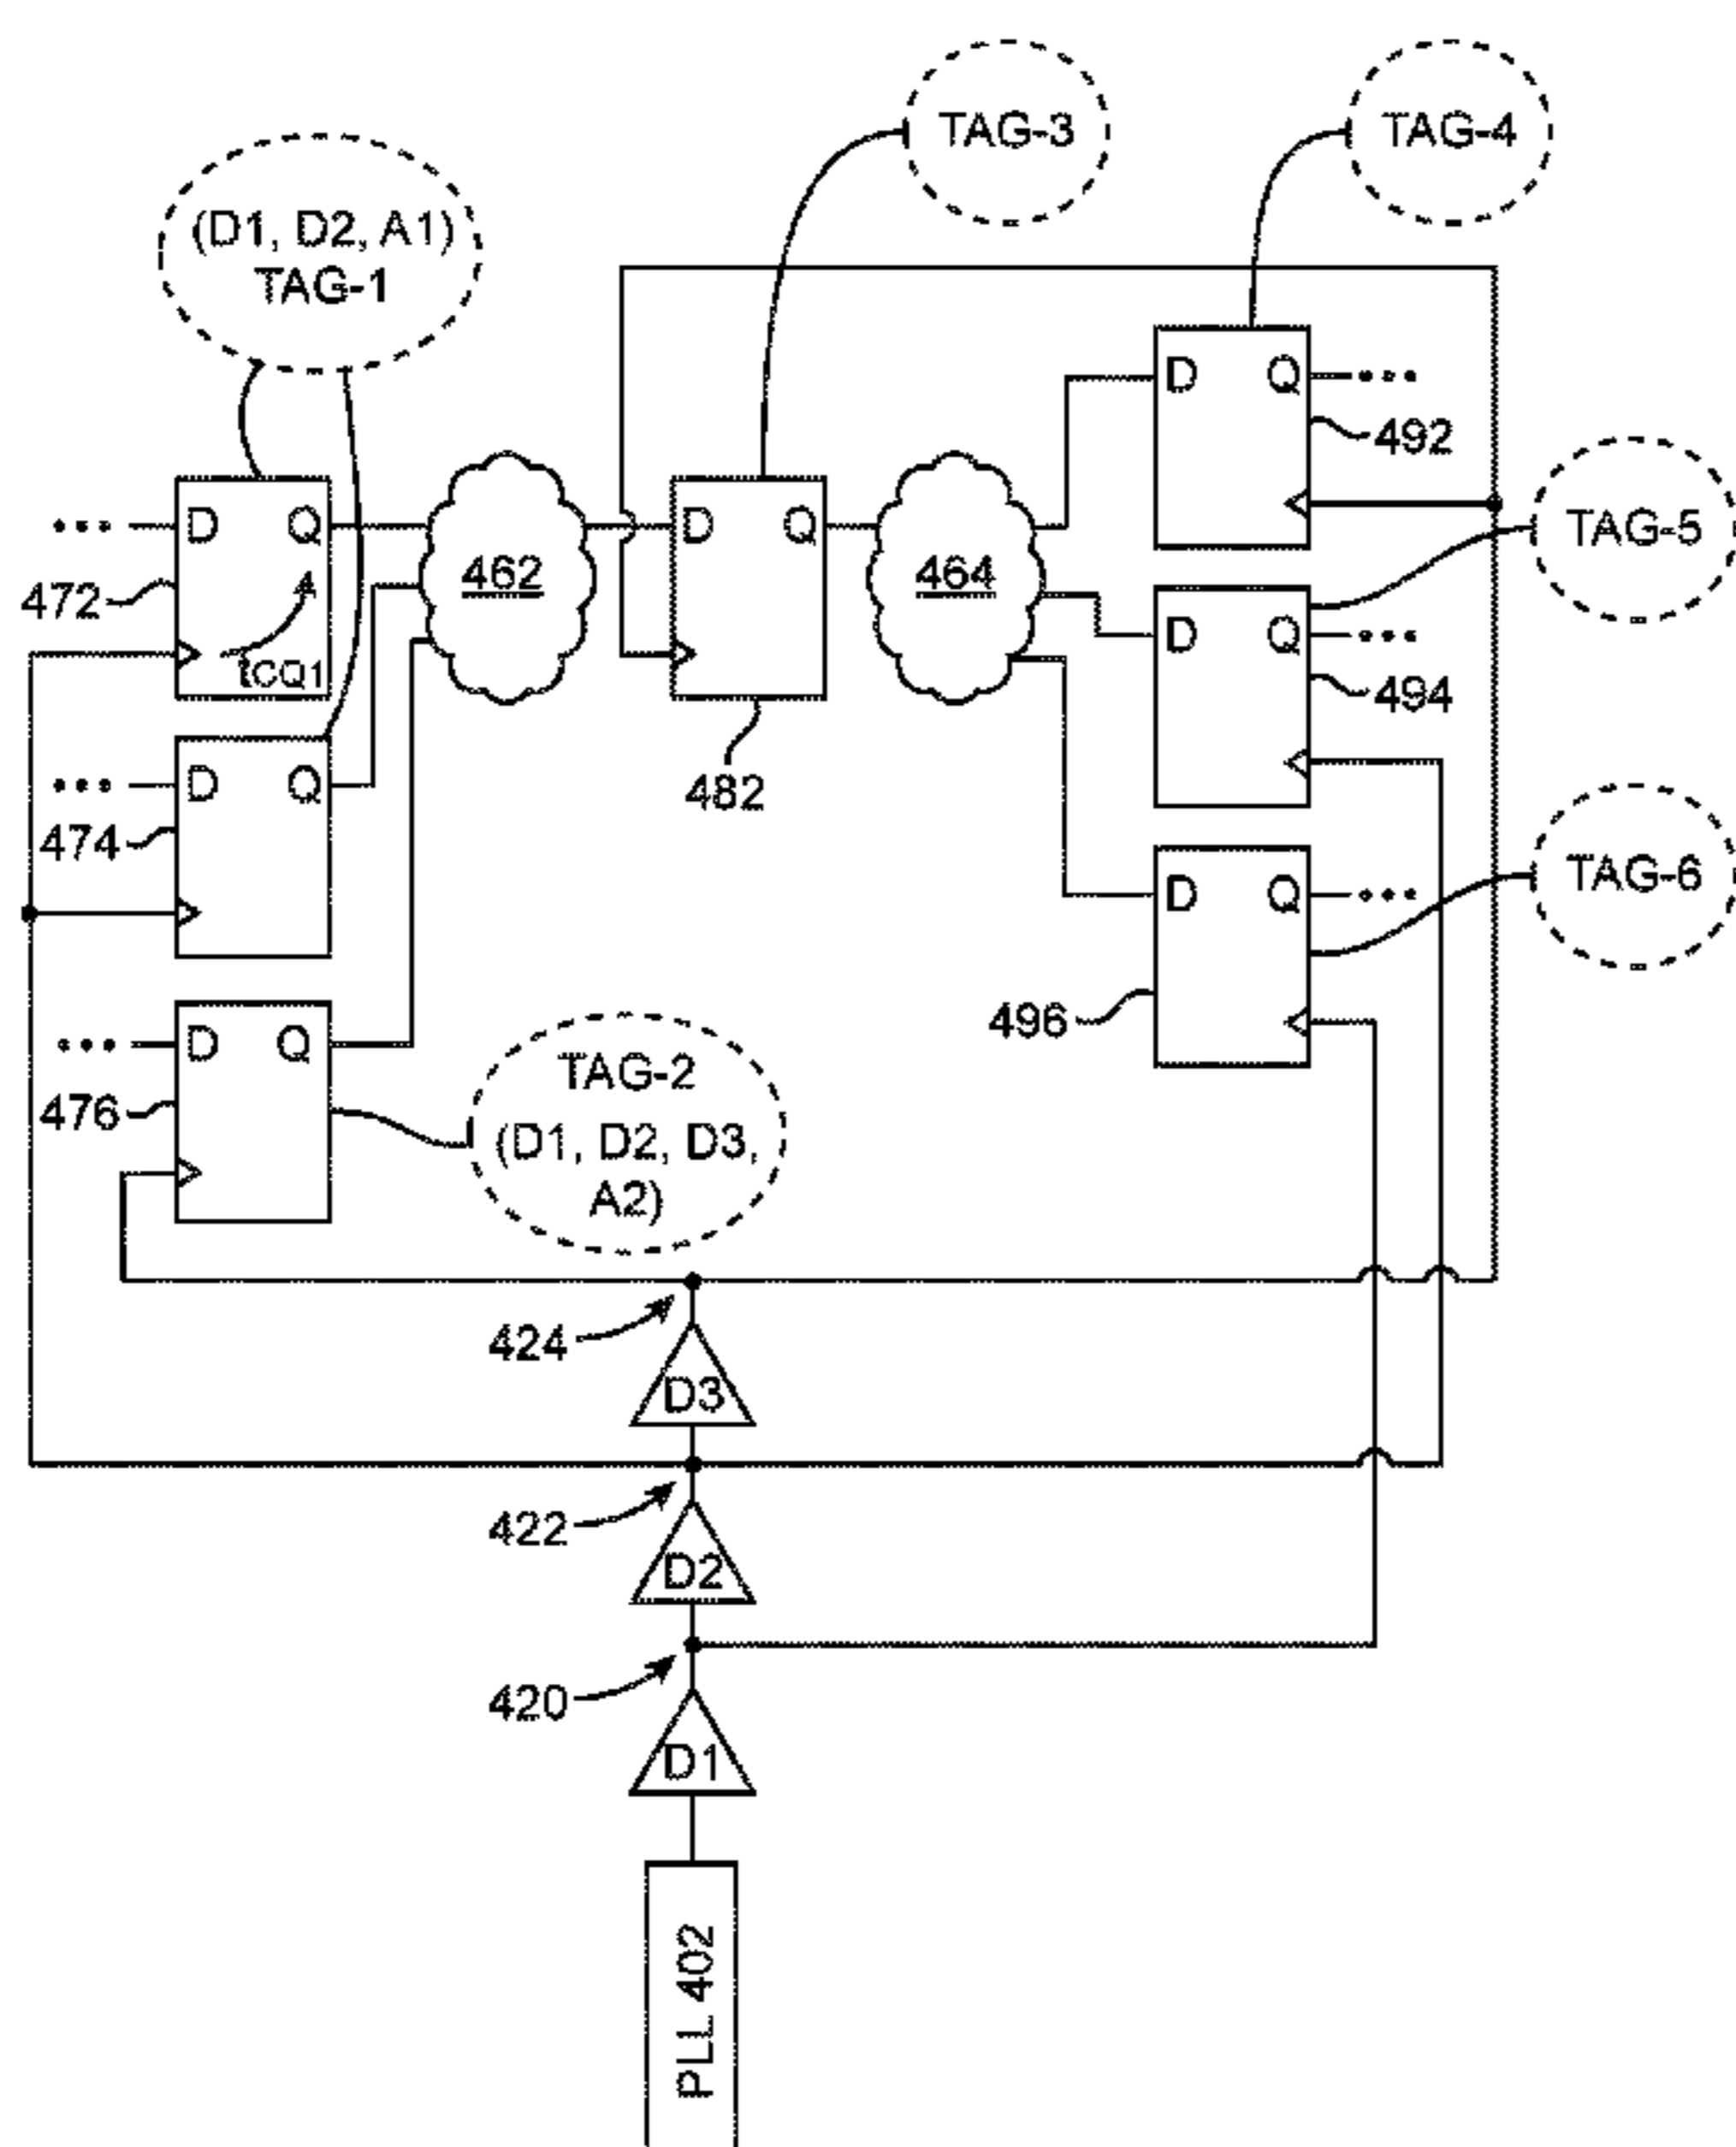 TAG-3
TAG-4
(D1, D2, A1)
TAG-1
D
Q
492
D
Q
462
D
Q
464
TAG-5
472
tCQ1
D
Q
494
482
D
Q
474
D
Q
TAG-6
496
D
Q
476
TAG-2
(D1, D2, D3,
A2)
424
D3
422
D2
420
D1
PLL 402